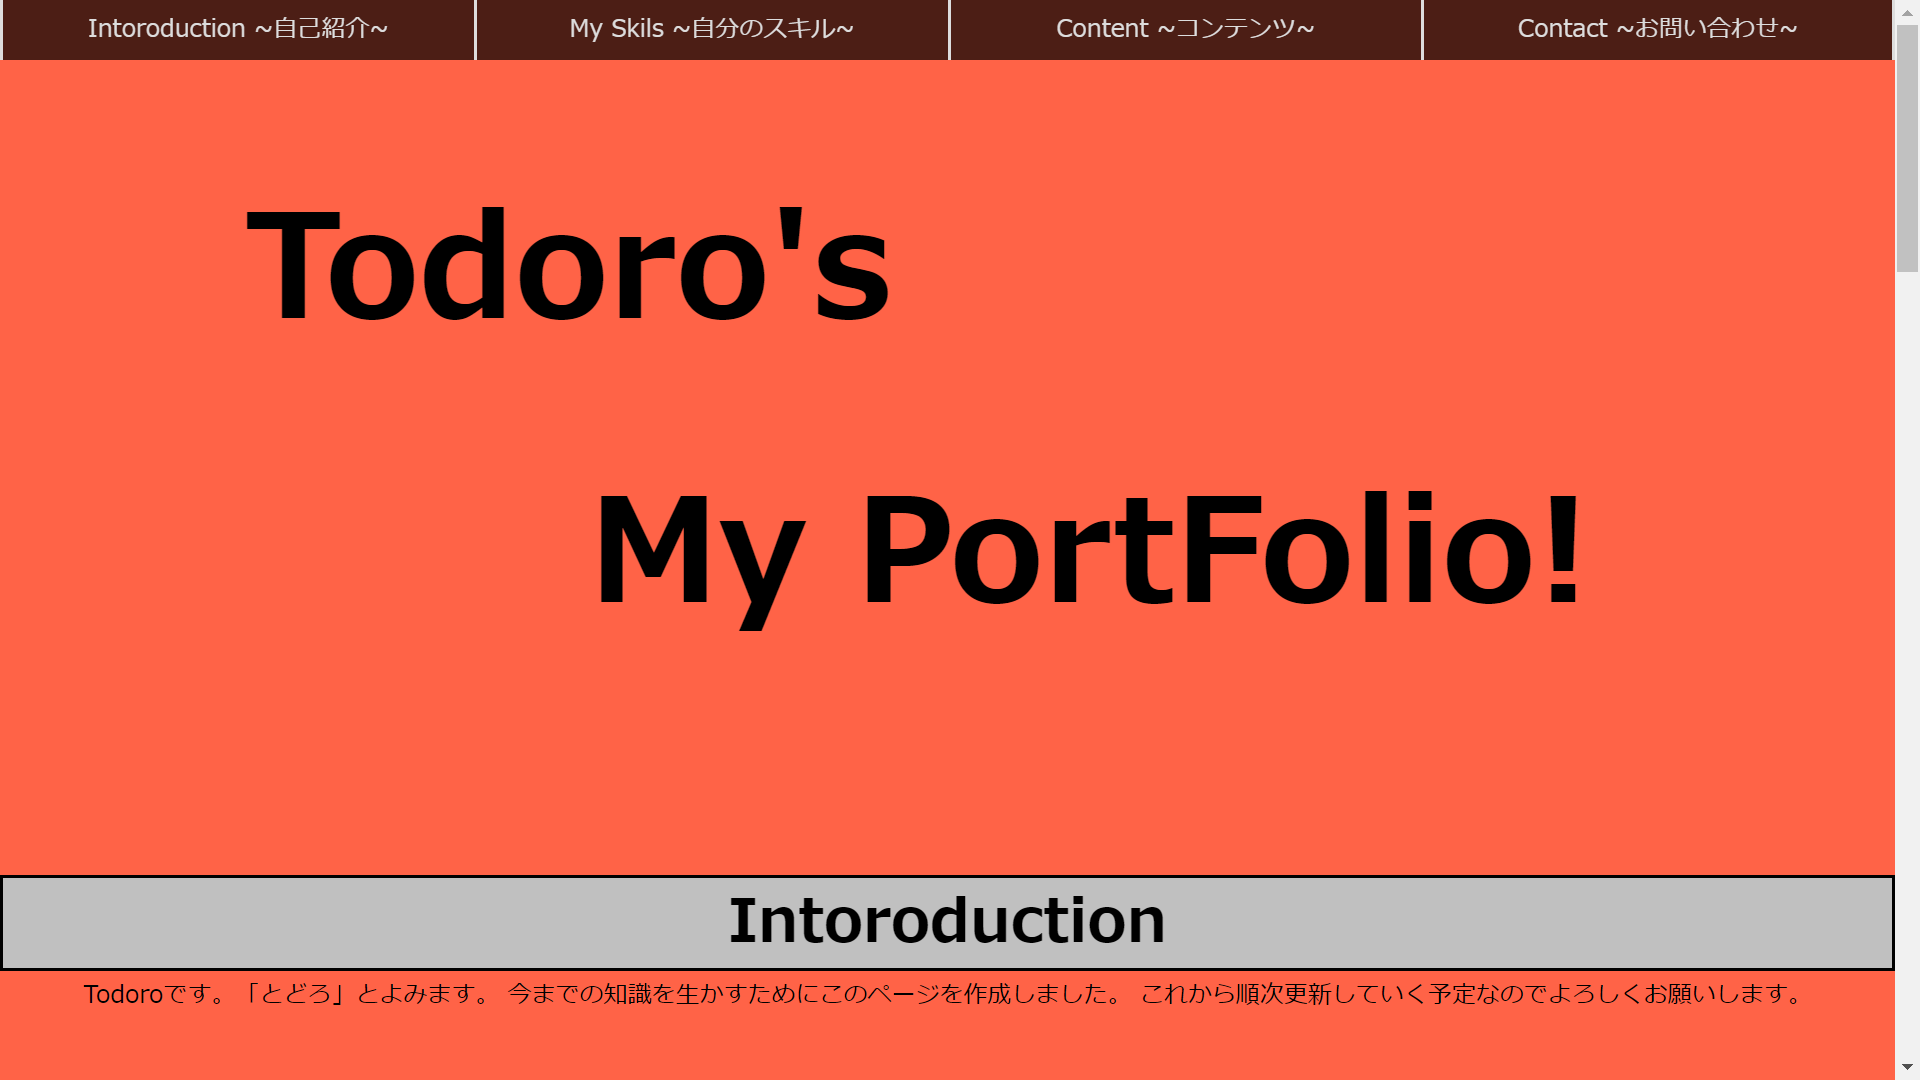 Intoroduction ~自己紹介~
My Skils ~自分のスキル~
Content ~コンテンツ~
Contact ~お問い合わせ~
Todoro's
My PortFolio!
Intoroduction
Todoroです。「とどろ」とよみます。 今までの知識を生かすためにこのページを作成しました。 これから順次更新していく予定なのでよろしくお願いします。